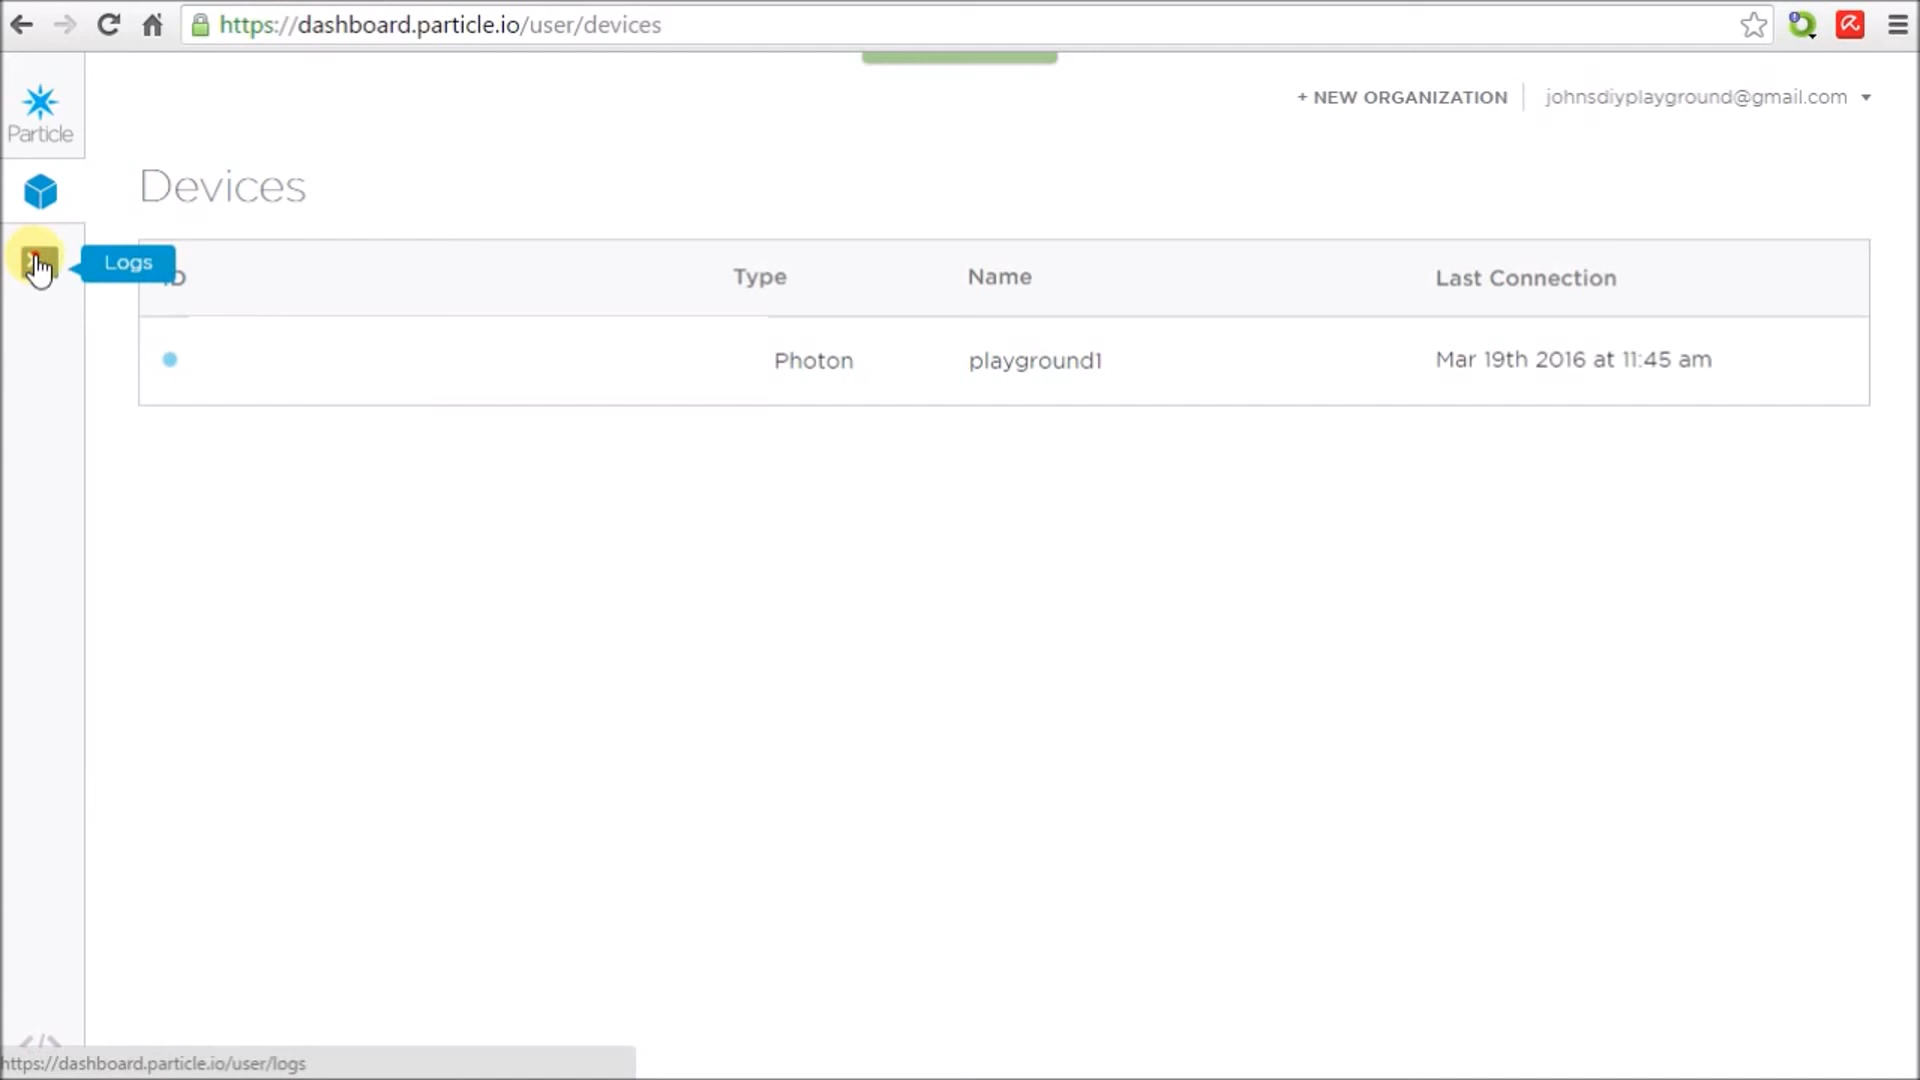 https://dashboard.particle.io/user/devices
Particle
+ NEW ORGANIZATION
johnsdiyplayground@gmail.com
Devices
Logs
ID Type Name Last Connection
Photon playground1 Mar 19th 2016 at 11:45 am
</>
https://dashboard.particle.io/user/logs